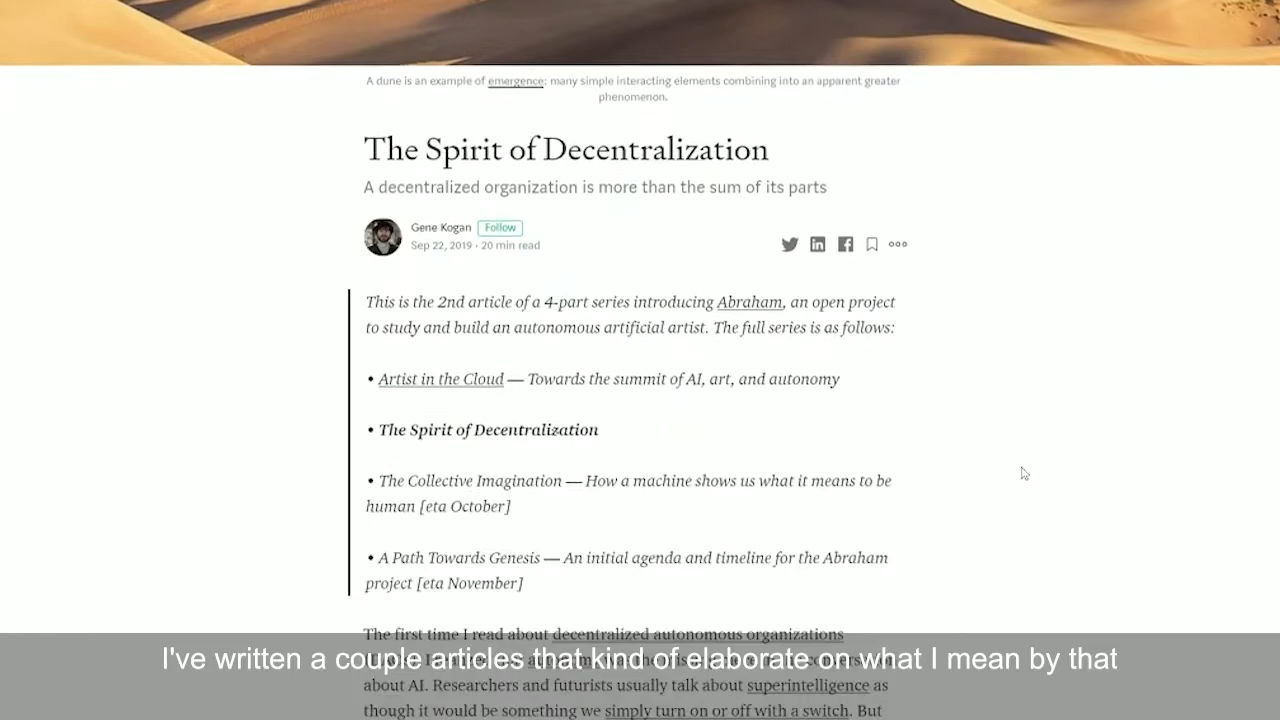 A dune is an example of emergence: many simple interacting elements combining into an apparent greater
phenomenon.
The Spirit of Decentralization
A decentralized organization is more than the sum of its parts
Gene Kogan Follow
Sep 22, 2019 · 20 min read
This is the 2nd article of a 4-part series introducing Abraham, an open project
to study and build an autonomous artificial artist. The full series is as follows:
• Artist in the Cloud — Towards the summit of AI, art, and autonomy
• The Spirit of Decentralization
• The Collective Imagination — How a machine shows us what it means to be
human [eta October]
• A Path Towards Genesis — An initial agenda and timeline for the Abraham
project [eta November]
The first time I read about decentralized autonomous organizations
I've written a couple articles that kind of elaborate on what I mean by that
about AI. Researchers and futurists usually talk about superintelligence as
though it would be something we simply turn on or off with a switch. But